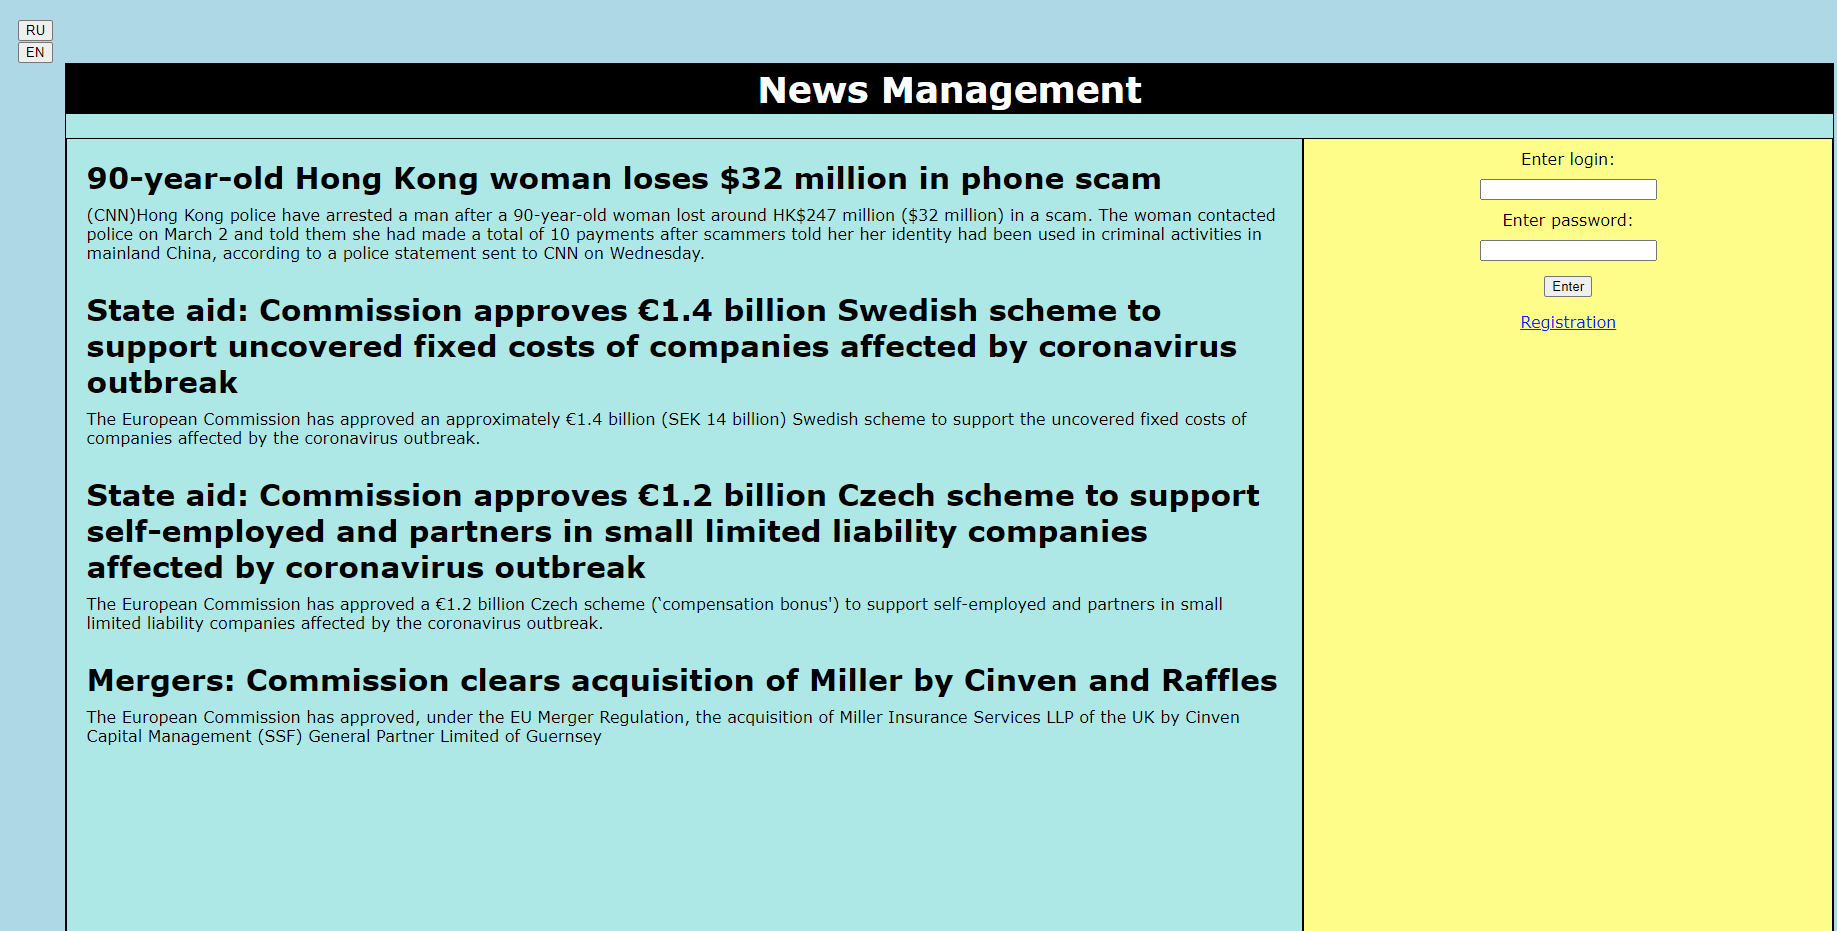 RU
EN
News Management
90-year-old Hong Kong woman loses $32 million in phone scam
(CNN)Hong Kong police have arrested a man after a 90-year-old woman lost around HK$247 million ($32 million) in a scam. The woman contacted
police on March 2 and told them she had made a total of 10 payments after scammers told her her identity had been used in criminal activities in
mainland China, according to a police statement sent to CNN on Wednesday.
State aid: Commission approves €1.4 billion Swedish scheme to
support uncovered fixed costs of companies affected by coronavirus
outbreak
The European Commission has approved an approximately €1.4 billion (SEK 14 billion) Swedish scheme to support the uncovered fixed costs of
companies affected by the coronavirus outbreak.
State aid: Commission approves €1.2 billion Czech scheme to support
self-employed and partners in small limited liability companies
affected by coronavirus outbreak
The European Commission has approved a €1.2 billion Czech scheme (‛compensation bonus') to support self-employed and partners in small
limited liability companies affected by the coronavirus outbreak.
Mergers: Commission clears acquisition of Miller by Cinven and Raffles
The European Commission has approved, under the EU Merger Regulation, the acquisition of Miller Insurance Services LLP of the UK by Cinven
Capital Management (SSF) General Partner Limited of Guernsey
Enter login:
Enter password:
Enter
Registration